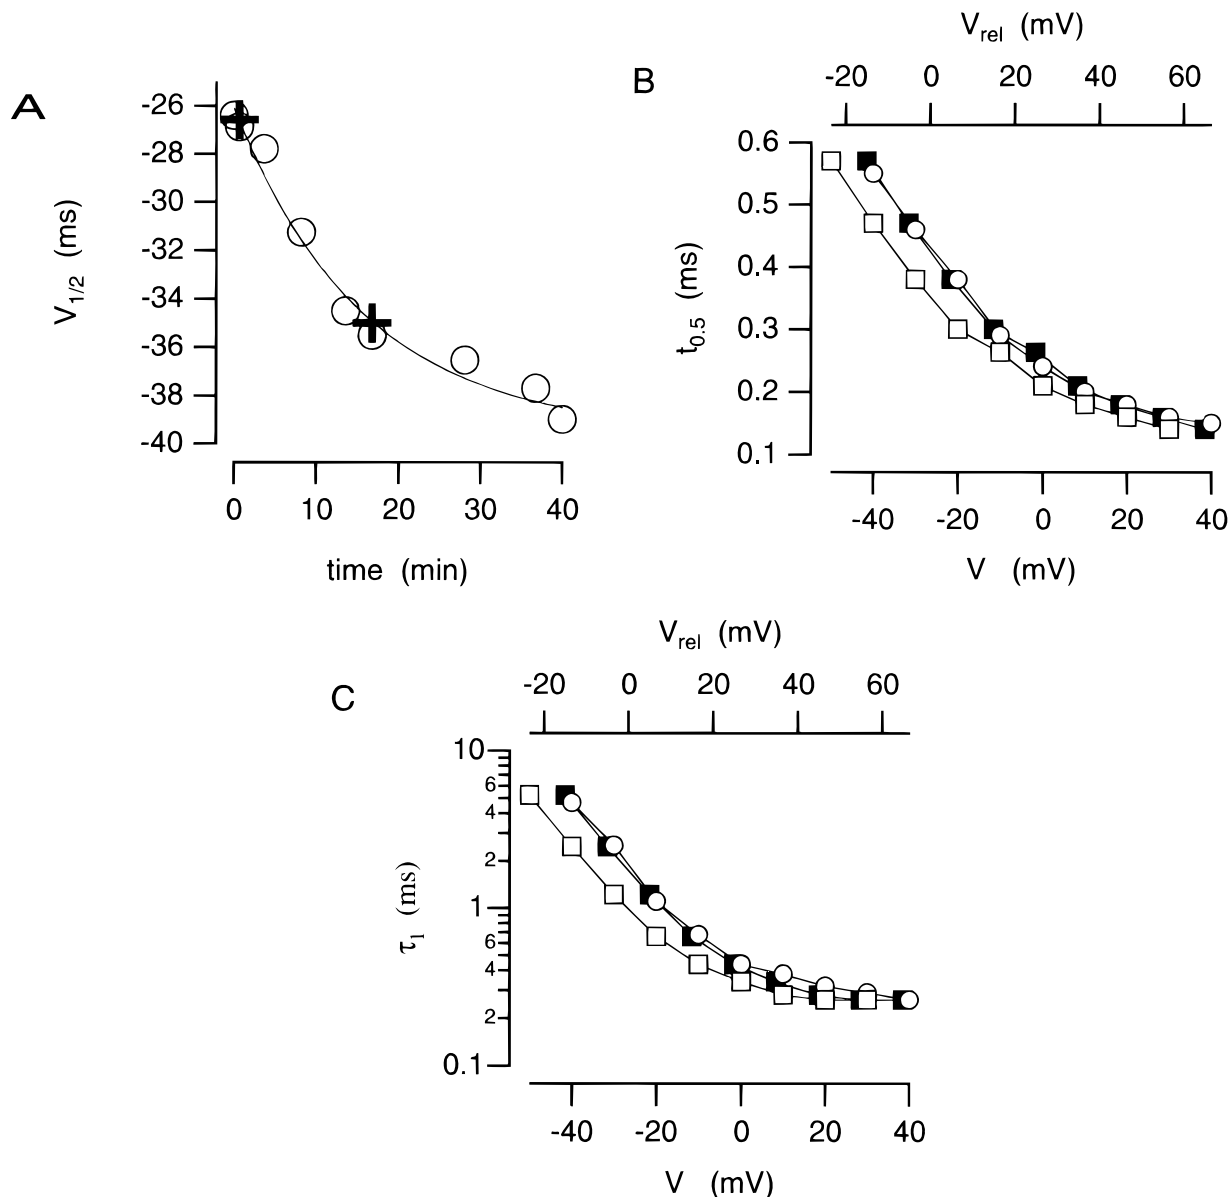 A
V1/2 (ms)
-26
-28
-30
-32
-34
-36
-38
-40
0 10 20 30 40
time (min)
B
Vrel (mV)
-20 0 20 40 60
t0.5 (ms)
0.6
0.5
0.4
0.3
0.2
0.1
-40 -20 0 20 40
V (mV)
C
Vrel (mV)
-20 0 20 40 60
τ1 (ms)
10
6
4
2
1
6
4
2
0.1
-40 -20 0 20 40
V (mV)